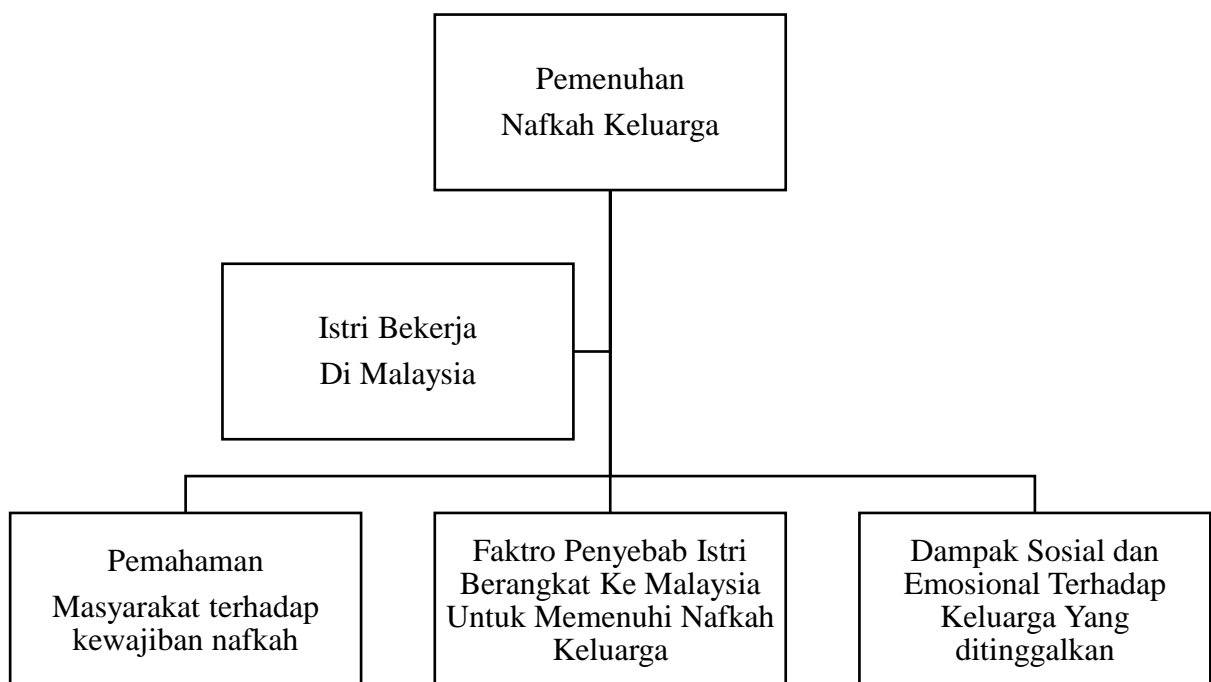 Pemenuhan
Nafkah Keluarga
Istri Bekerja
Di Malaysia
Pemahaman
Masyarakat terhadap
kewajiban nafkah
Faktro Penyebab Istri
Berangkat Ke Malaysia
Untuk Memenuhi Nafkah
Keluarga
Dampak Sosial dan
Emosional Terhadap
Keluarga Yang
ditinggalkan